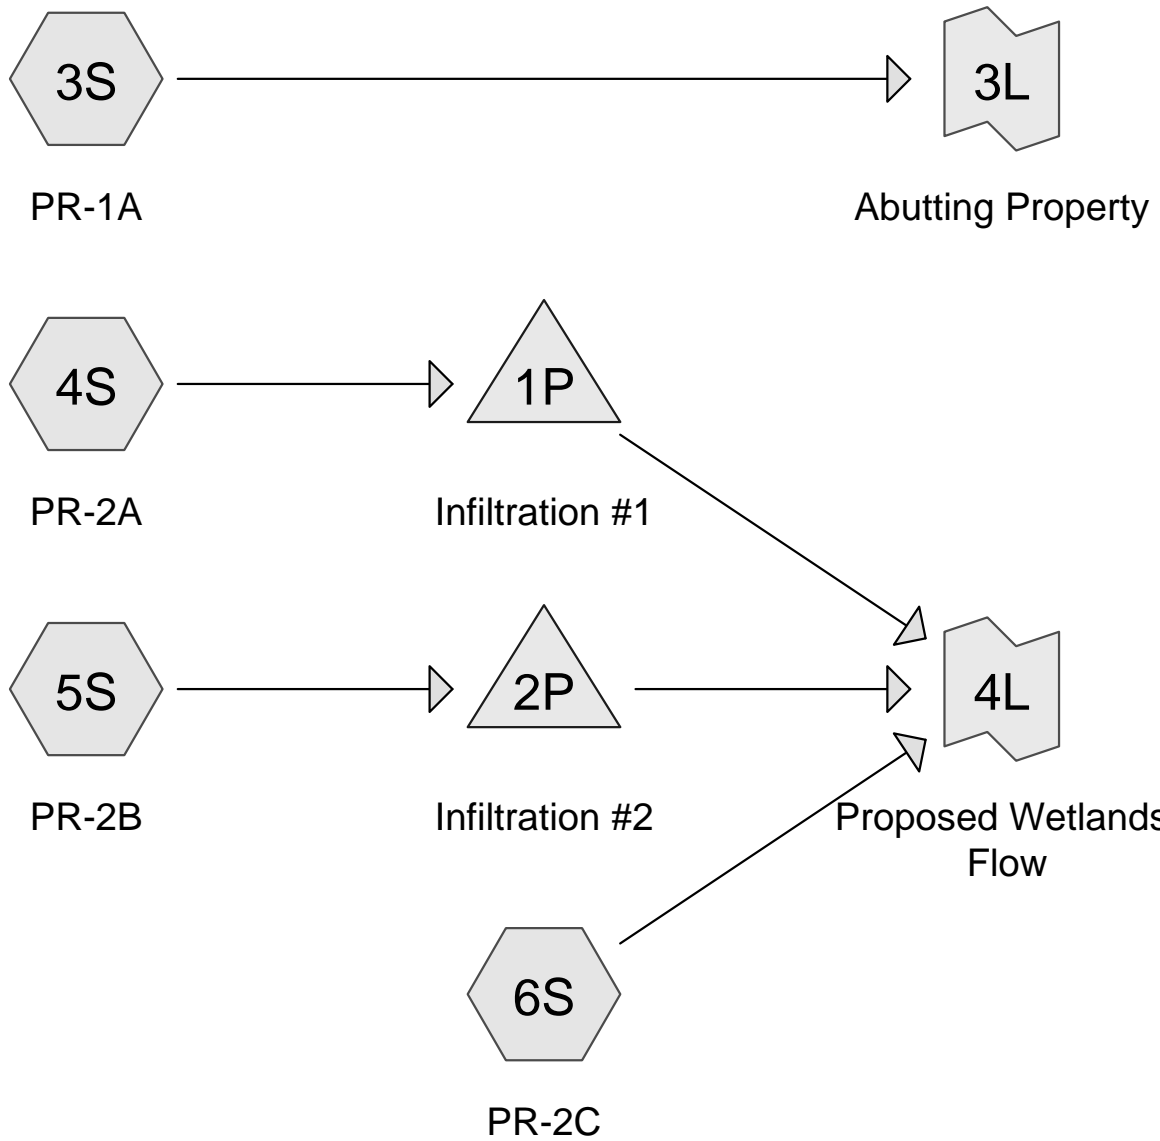 3S
3L
PR-1A
Abutting Property
4S
1P
PR-2A
Infiltration #1
5S
2P
4L
PR-2B
Infiltration #2
Proposed Wetlands
Flow
6S
PR-2C